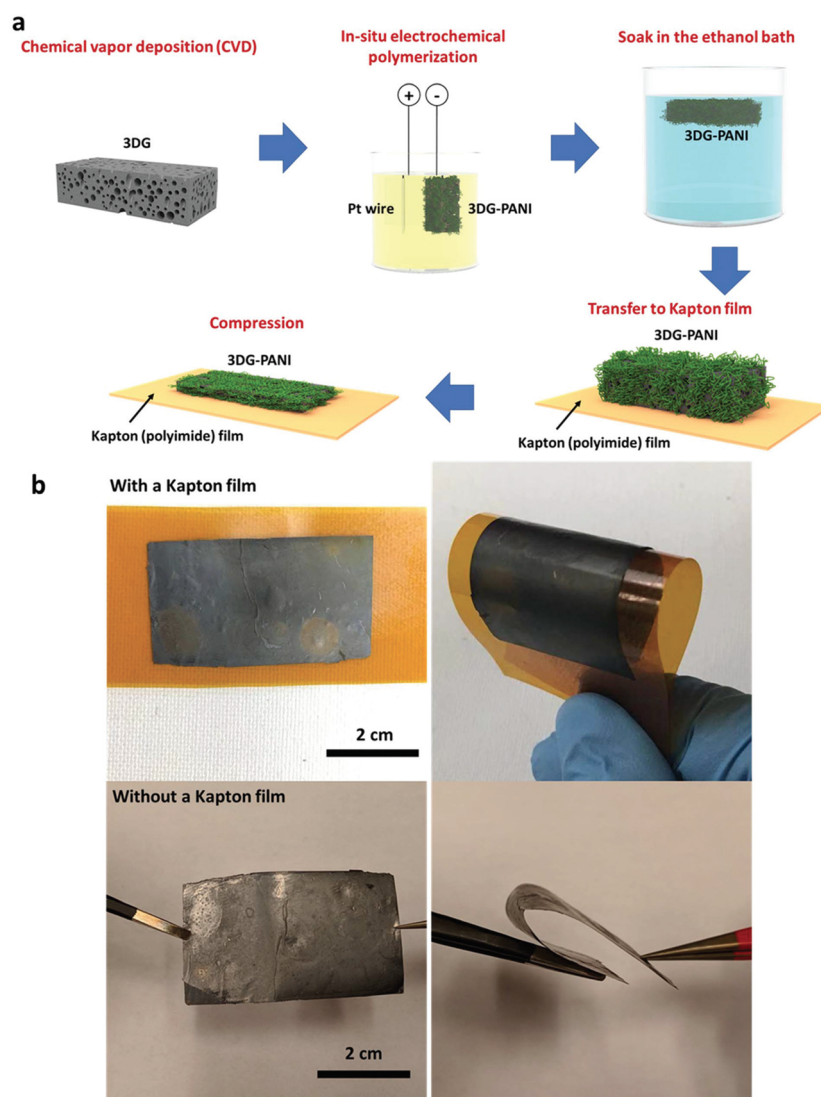 a
Chemical vapor deposition (CVD)
3DG
In-situ electrochemical
polymerization
+ -
Pt wire
3DG-PANI
Soak in the ethanol bath
3DG-PANI
Transfer to Kapton film
3DG-PANI
Kapton (polyimide) film
Compression
3DG-PANI
Kapton (polyimide) film
b
With a Kapton film
2 cm
Without a Kapton film
2 cm